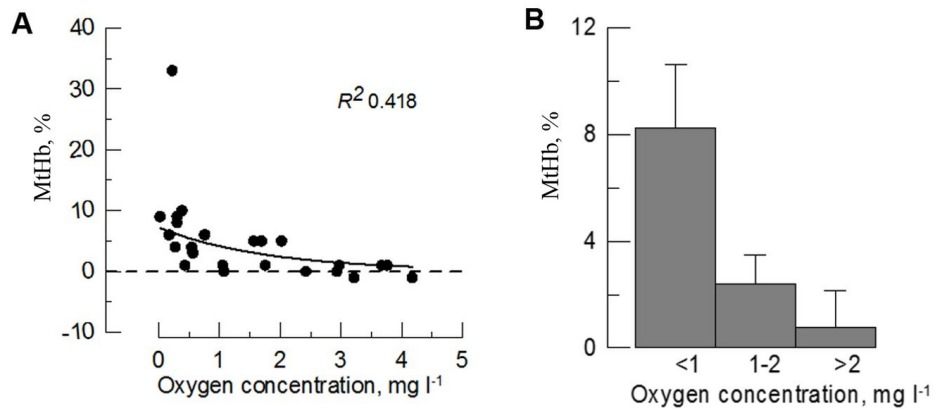 A
40
30
20
10
0
-10
MtHb, %
R2 0.418
0 1 2 3 4 5
Oxygen concentration, mg l-1
B
12
8
4
0
MtHb, %
<1 1-2 >2
Oxygen concentration, mg l-1